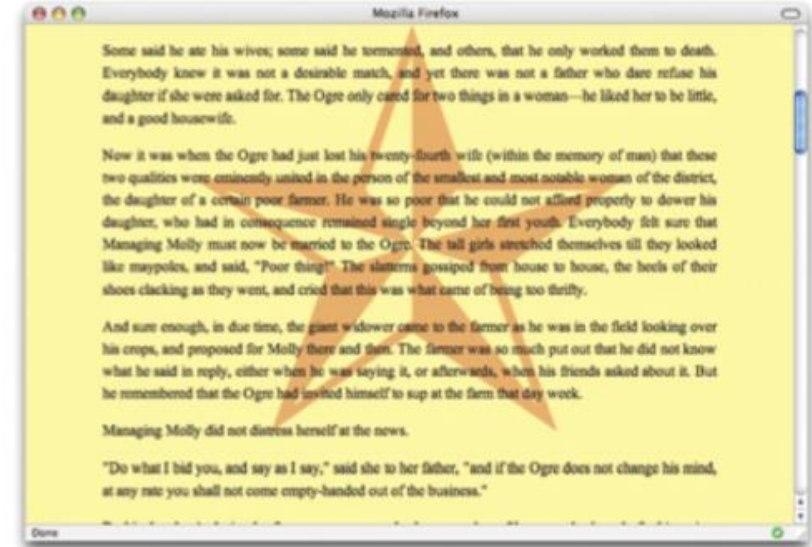 Mozilla Firefox
Some said he ate his wives; some said he tormented, and others, that he only worked them to death.
Everybody knew it was not a desirable match, and yet there was not a father who dare refuse his
daughter if she were asked for. The Ogre only cared for two things in a woman—he liked her to be little,
and a good housewife.
Now it was when the Ogre had just lost his twenty-fourth wife (within the memory of man) that these
two qualities were eminently united in the person of the smallest and most notable woman of the district,
the daughter of a certain poor farmer. He was so poor that he could not afford properly to dower his
daughter, who had in consequence remained single beyond her first youth. Everybody felt sure that
Managing Molly must now be married to the Ogre. The tall girls stretched themselves till they looked
like maypoles, and said, "Poor thing!" The slatterns gossiped from house to house, the heels of their
shoes clacking as they went, and cried that this was what came of being too thrifty.
And sure enough, in due time, the giant widower came to the farmer as he was in the field looking over
his crops, and proposed for Molly there and then. The farmer was so much put out that he did not know
what he said in reply, either when he was saying it, or afterwards, when his friends asked about it. But
he remembered that the Ogre had invited himself to sup at the farm that day week.
Managing Molly did not distress herself at the news.
"Do what I bid you, and say as I say," said she to her father, "and if the Ogre does not change his mind,
at any rate you shall not come empty-handed out of the business."
Done